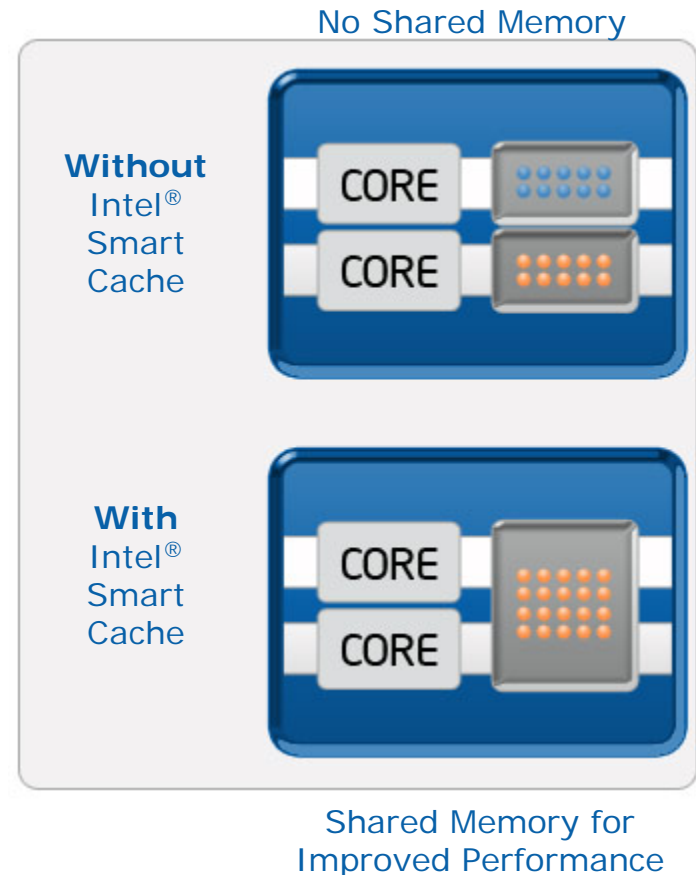 No Shared Memory
Without
Intel®
Smart
Cache
CORE
CORE
With
Intel®
Smart
Cache
CORE
CORE
Shared Memory for
Improved Performance